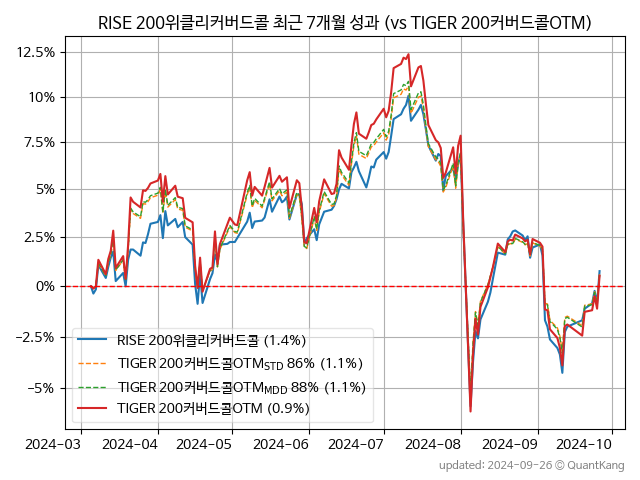 RISE 200위클리커버드콜 최근 7개월 성과 (vs TIGER 200커버드콜OTM)
12.5%
10%
7.5%
5%
2.5%
0%
−2.5%
−5%
RISE 200위클리커버드콜 (1.4%)
TIGER 200커버드콜OTM_STD 86% (1.1%)
TIGER 200커버드콜OTM_MDD 88% (1.1%)
TIGER 200커버드콜OTM (0.9%)
2024-03 2024-04 2024-05 2024-06 2024-07 2024-08 2024-09 2024-10
updated: 2024-09-26 © QuantKang